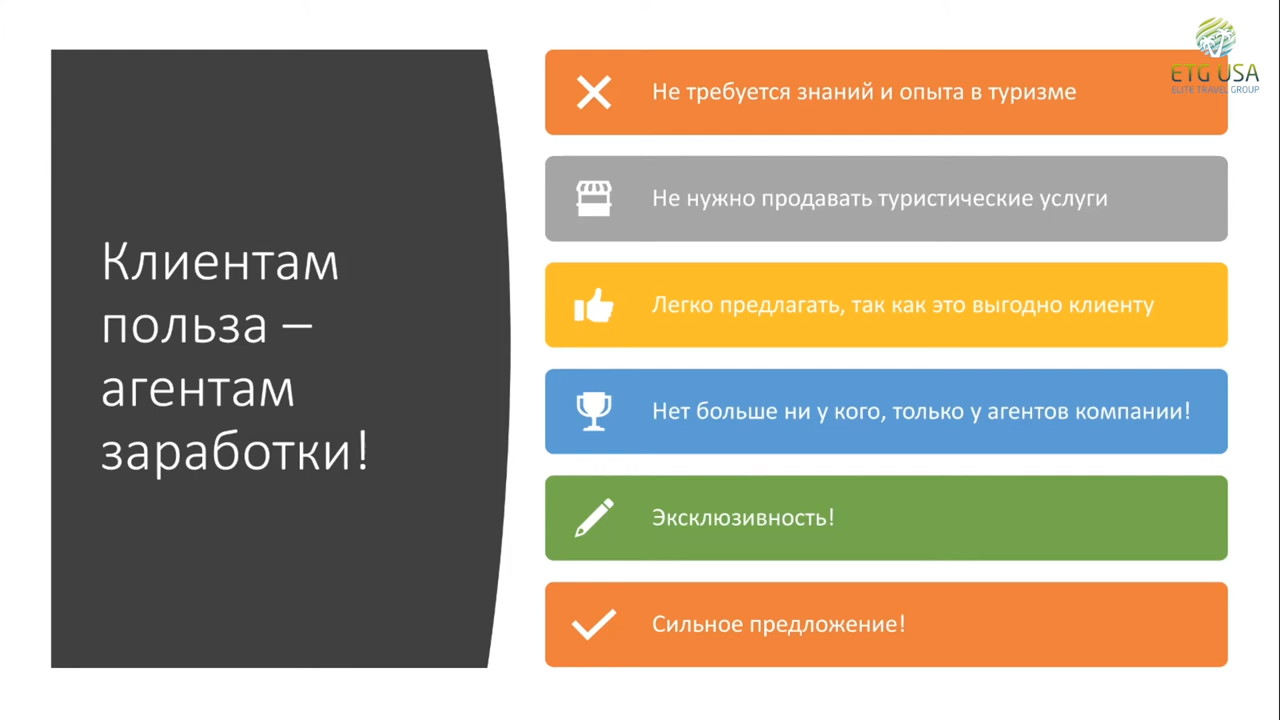 ETG USA
ELITE TRAVEL GROUP
Клиентам
польза –
агентам
заработки!
Не требуется знаний и опыта в туризме
Не нужно продавать туристические услуги
Легко предлагать, так как это выгодно клиенту
Нет больше ни у кого, только у агентов компании!
Эксклюзивность!
Сильное предложение!